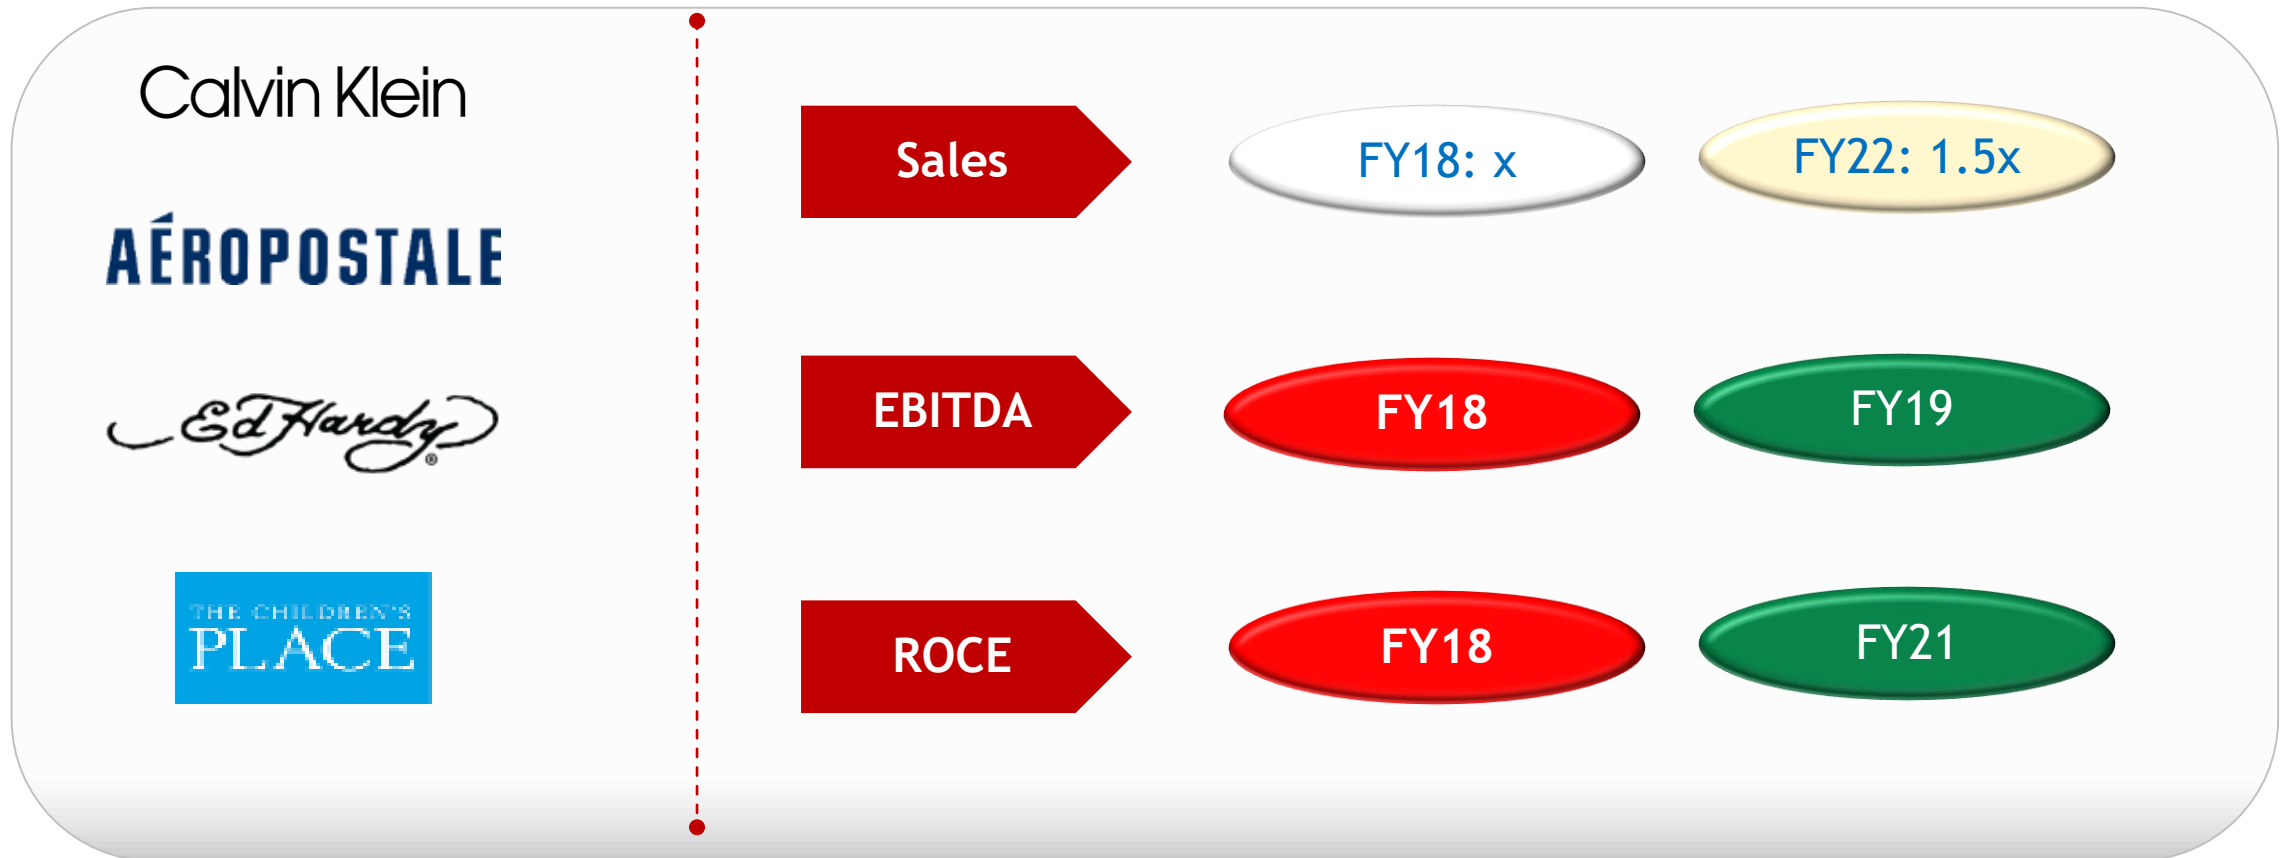 Calvin Klein
AÉROPOSTALE
Ed Hardy®
THE CHILDREN'S
PLACE
Sales
FY18: x
FY22: 1.5x
EBITDA
FY18
FY19
ROCE
FY18
FY21